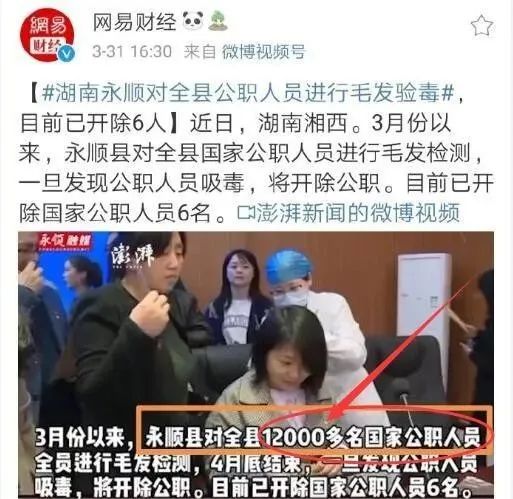 網易
财经
网易财经
3-31 16:30 来自 微博视频号
【#湖南永顺对全县公职人员进行毛发验毒#，
目前已开除6人】近日，湖南湘西。3月份以
来，永顺县对全县国家公职人员进行毛发检测，
一旦发现公职人员吸毒，将开除公职。目前已开
除国家公职人员6名。澎湃新闻的微博视频
永顺融媒
澎湃
3月份以来，永顺县对全县12000多名国家公职人员
全员进行毛发检测，4月底结束，一旦发现公职人员
吸毒，将开除公职。目前已开除国家公职人员6名。